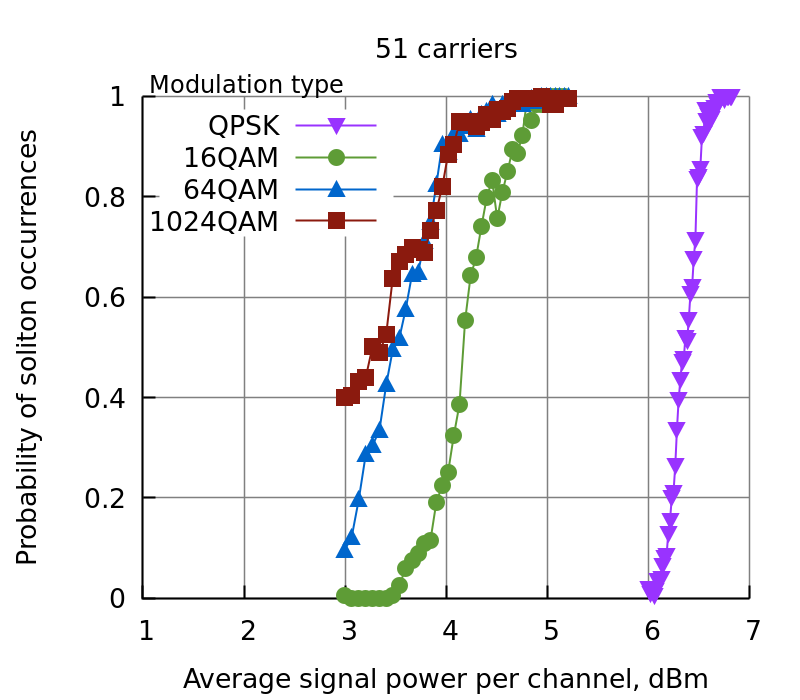 51 carriers
Modulation type
QPSK
16QAM
64QAM
1024QAM
Probability of soliton occurrences
1
0.8
0.6
0.4
0.2
0
1 2 3 4 5 6 7
Average signal power per channel, dBm